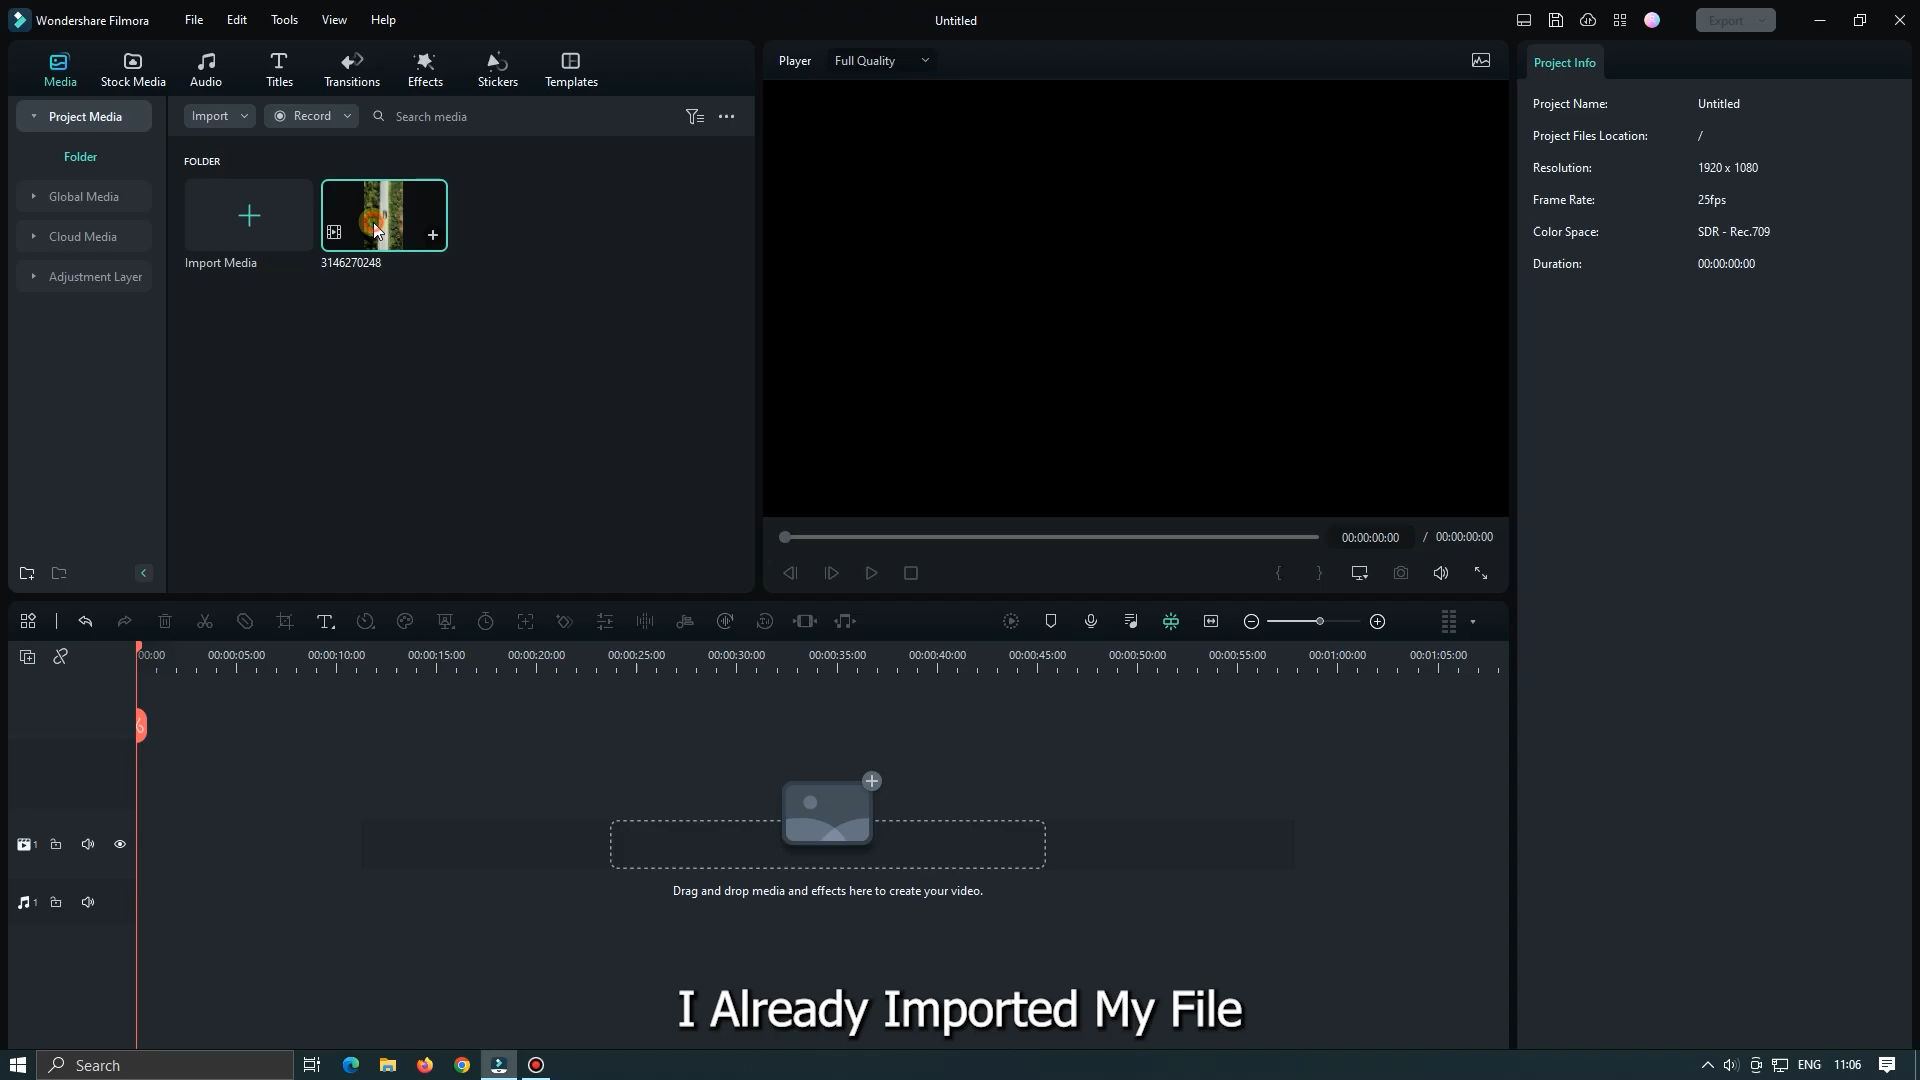 Wondershare Filmora
File Edit Tools View Help
Untitled
Export
Media Stock Media Audio Titles Transitions Effects Stickers Templates
Player Full Quality
Project Info
Project Media
Import Record Search media
Folder
Global Media
Cloud Media
Adjustment Layer
FOLDER
Import Media
3146270248
Project Name: Untitled
Project Files Location: /
Resolution: 1920 x 1080
Frame Rate: 25fps
Color Space: SDR - Rec.709
Duration: 00:00:00:00
00:00:00:00 / 00:00:00:00
00:00 00:00:05:00 00:00:10:00 00:00:15:00 00:00:20:00 00:00:25:00 00:00:30:00 00:00:35:00 00:00:40:00 00:00:45:00 00:00:50:00 00:00:55:00 00:01:00:00 00:01:05:00
1
Drag and drop media and effects here to create your video.
1
I Already Imported My File
Search
ENG 11:06